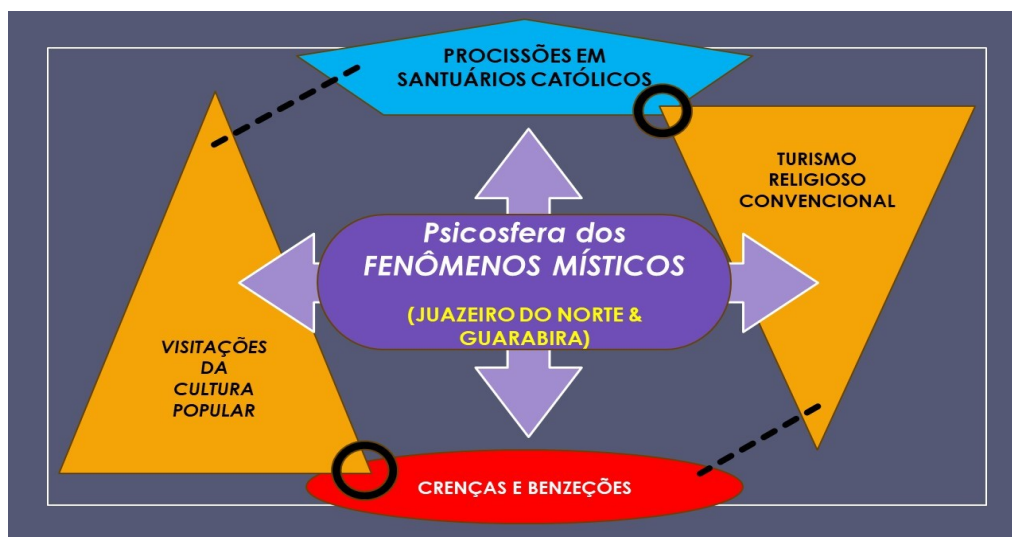 PROCISSÕES EM
SANTUÁRIOS CATÓLICOS
TURISMO
RELIGIOSO
CONVENCIONAL
Psicosfera dos
FENÔMENOS MÍSTICOS
(JUAZEIRO DO NORTE &
GUARABIRA)
VISITAÇÕES
DA
CULTURA
POPULAR
CRENÇAS E BENZEÇÕES